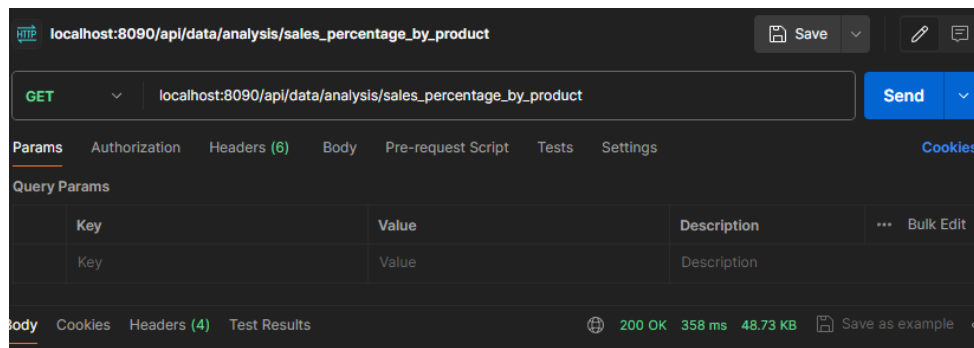 HTTP localhost:8090/api/data/analysis/sales_percentage_by_product Save
GET localhost:8090/api/data/analysis/sales_percentage_by_product Send
Params Authorization Headers (6) Body Pre-request Script Tests Settings Cookies
Query Params
Key Value Description ••• Bulk Edit
Key Value Description
Body Cookies Headers (4) Test Results 200 OK 358 ms 48.73 KB Save as example